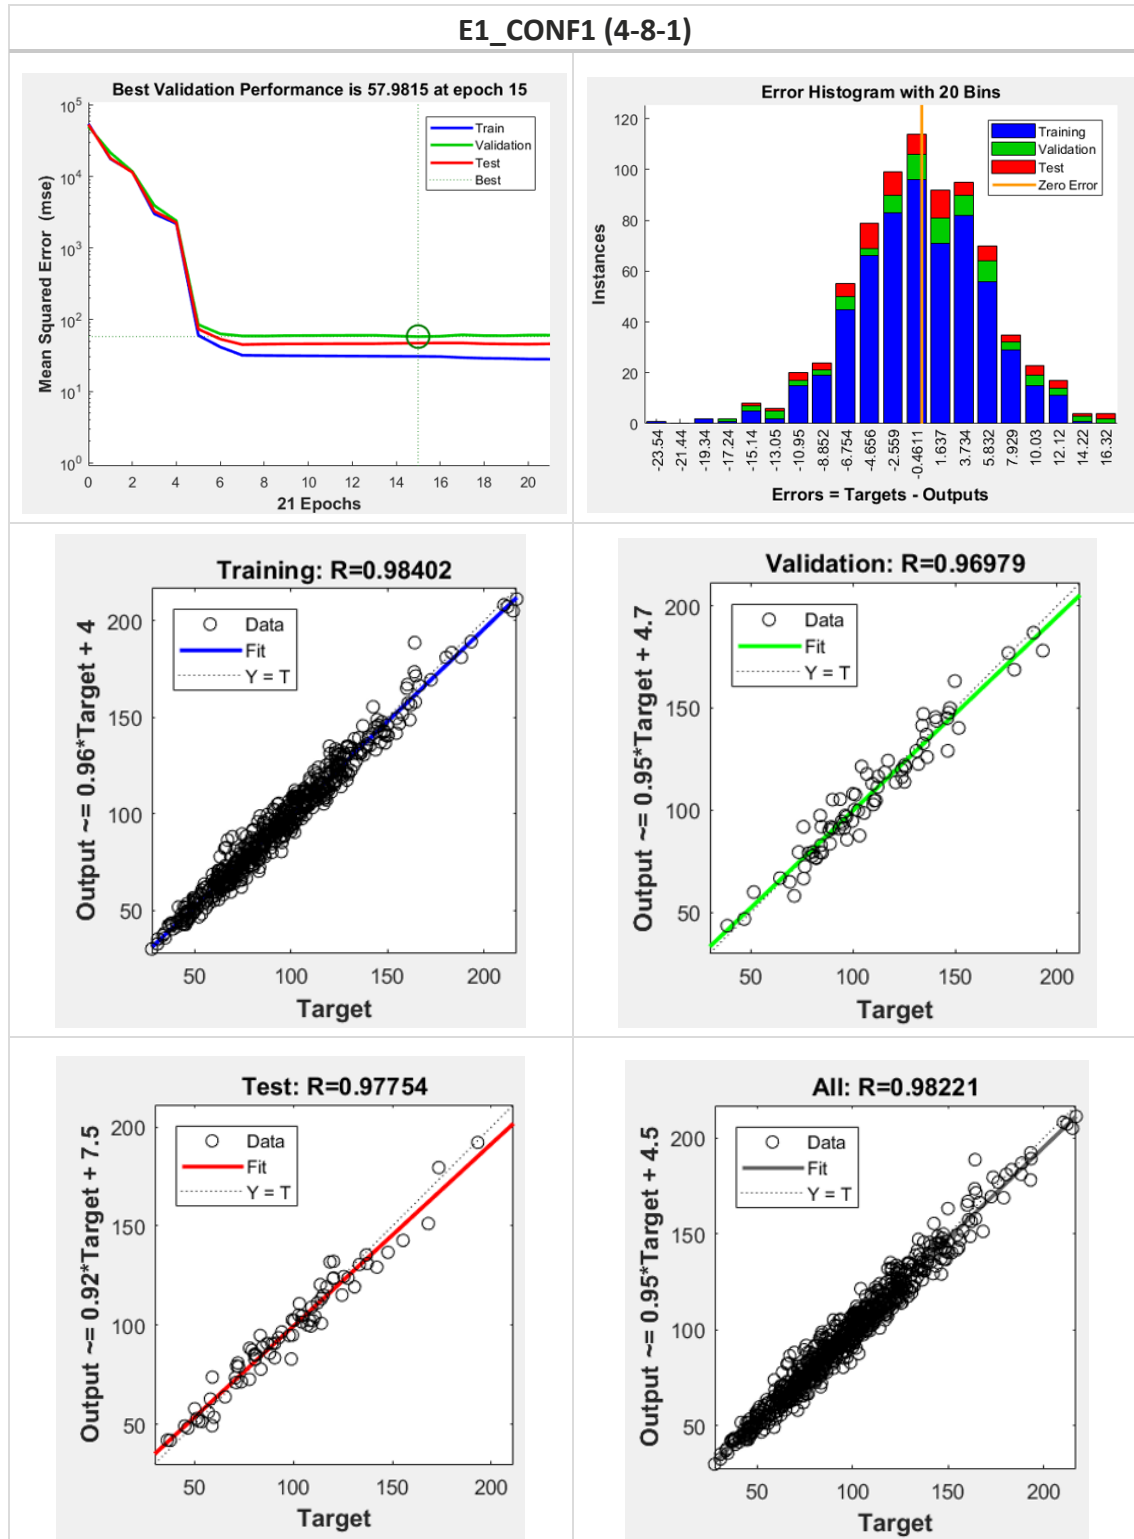 E1_CONF1 (4-8-1)
Best Validation Performance is 57.9815 at epoch 15
Mean Squared Error (mse)
10^5
10^4
10^3
10^2
10^1
10^0
Train
Validation
Test
Best
0 2 4 6 8 10 12 14 16 18 20
21 Epochs
Error Histogram with 20 Bins
Instances
120
100
80
60
40
20
0
Training
Validation
Test
Zero Error
-23.54 -21.44 -19.34 -17.24 -15.14 -13.05 -10.95 -8.852 -6.754 -4.656 -2.559 -0.4611 1.637 3.734 5.832 7.929 10.03 12.12 14.22 16.32
Errors = Targets - Outputs
Training: R=0.98402
Output ~= 0.96*Target + 4
200
150
100
50
Data
Fit
Y = T
50 100 150 200
Target
Validation: R=0.96979
Output ~= 0.95*Target + 4.7
200
150
100
50
Data
Fit
Y = T
50 100 150 200
Target
Test: R=0.97754
Output ~= 0.92*Target + 7.5
200
150
100
50
Data
Fit
Y = T
50 100 150 200
Target
All: R=0.98221
Output ~= 0.95*Target + 4.5
200
150
100
50
Data
Fit
Y = T
50 100 150 200
Target